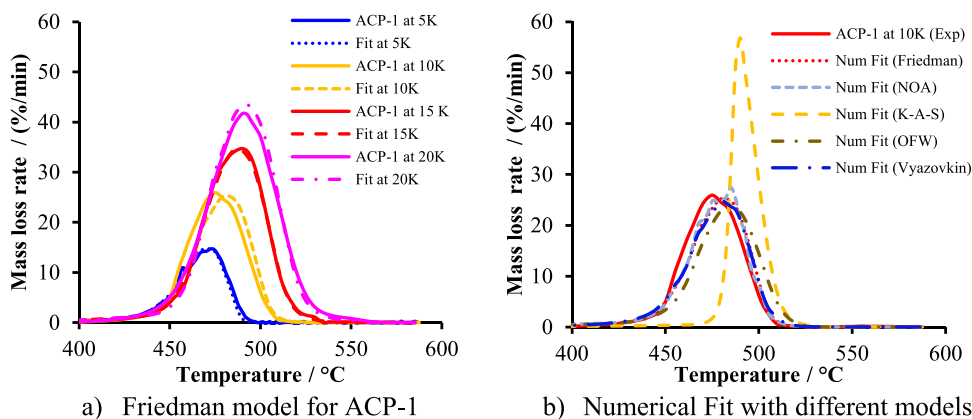 60
50
40
30
20
10
0
Mass loss rate / (%/min)
400 450 500 550 600
Temperature / °C
ACP-1 at 5K
Fit at 5K
ACP-1 at 10K
Fit at 10K
ACP-1 at 15 K
Fit at 15K
ACP-1 at 20K
Fit at 20K
a) Friedman model for ACP-1
60
50
40
30
20
10
0
Mass loss rate / (%/min)
400 450 500 550 600
Temperature / °C
ACP-1 at 10K (Exp)
Num Fit (Friedman)
Num Fit (NOA)
Num Fit (K-A-S)
Num Fit (OFW)
Num Fit (Vyazovkin)
b) Numerical Fit with different models